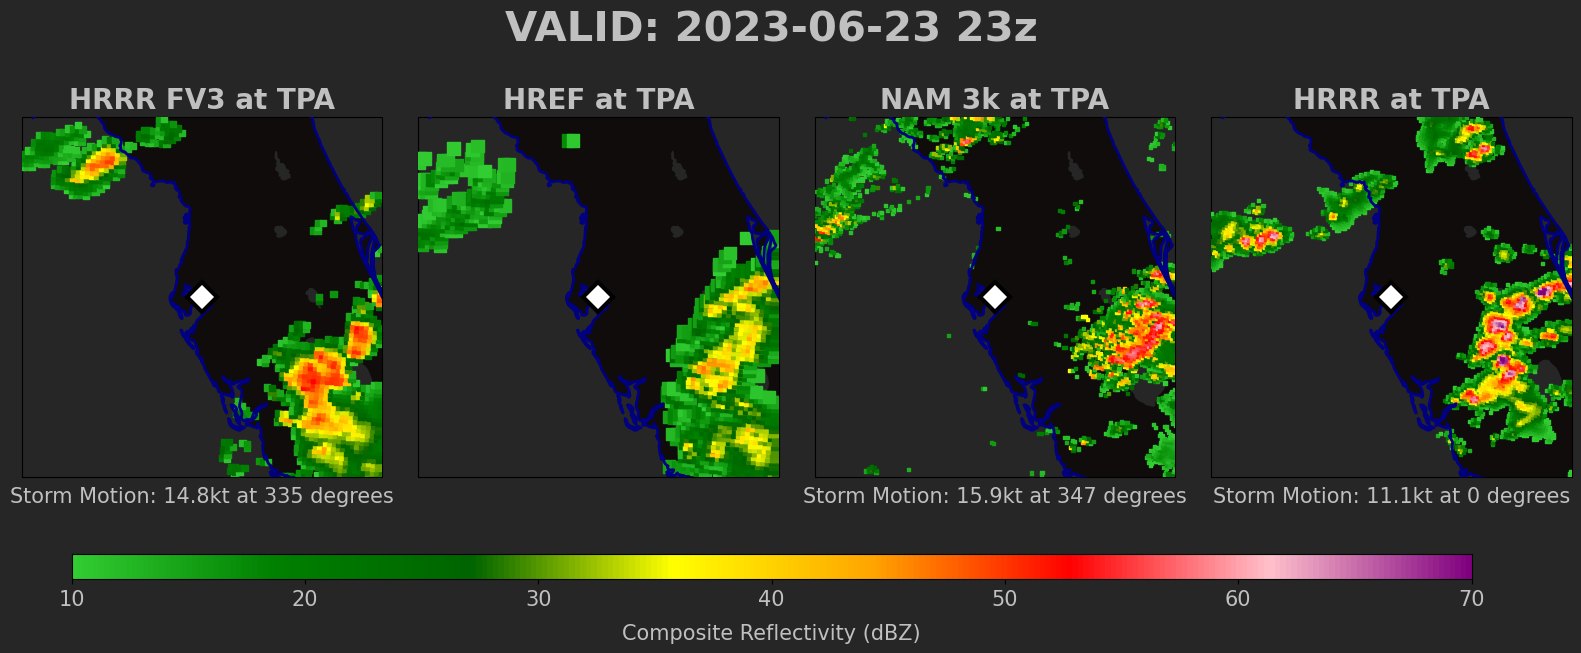 VALID: 2023-06-23 23z
HRRR FV3 at TPA
HREF at TPA
NAM 3k at TPA
HRRR at TPA
Storm Motion: 14.8kt at 335 degrees
Storm Motion: 15.9kt at 347 degrees
Storm Motion: 11.1kt at 0 degrees
10 20 30 40 50 60 70
Composite Reflectivity (dBZ)